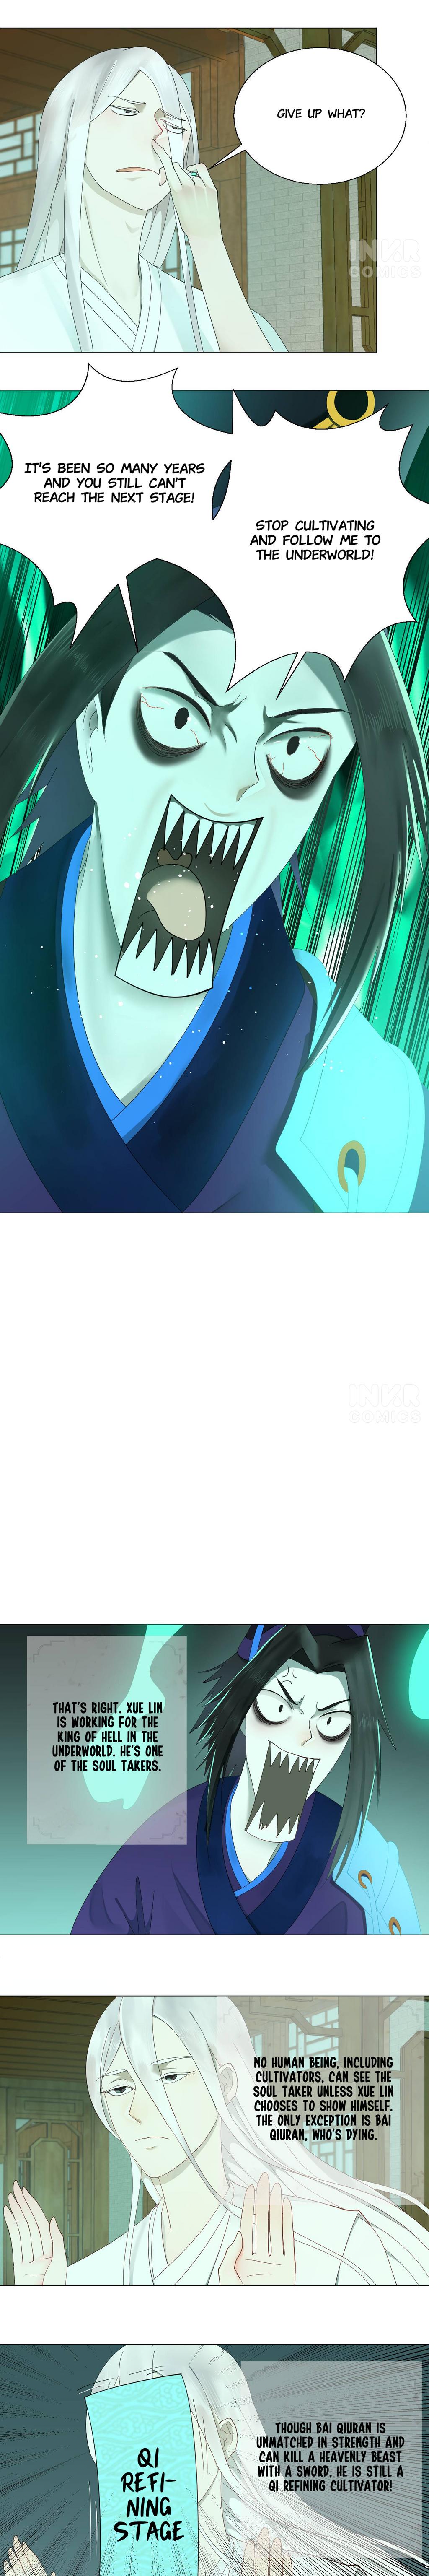 GIVE UP WHAT?
INKR
COMICS
IT'S BEEN SO MANY YEARS
AND YOU STILL CAN'T
REACH THE NEXT STAGE!
STOP CULTIVATING
AND FOLLOW ME TO
THE UNDERWORLD!
INKR
COMICS
THAT'S RIGHT. XUE LIN
IS WORKING FOR THE
KING OF HELL IN THE
UNDERWORLD. HE'S ONE
OF THE SOUL TAKERS.
NO HUMAN BEING, INCLUDING
CULTIVATORS, CAN SEE THE
SOUL TAKER UNLESS XUE LIN
CHOOSES TO SHOW HIMSELF.
THE ONLY EXCEPTION IS BAI
QIURAN, WHO'S DYING.
THOUGH BAI QIURAN IS
UNMATCHED IN STRENGTH AND
CAN KILL A HEAVENLY BEAST
WITH A SWORD, HE IS STILL A
QI REFINING CULTIVATOR!
QI
REFI-
NING
STAGE